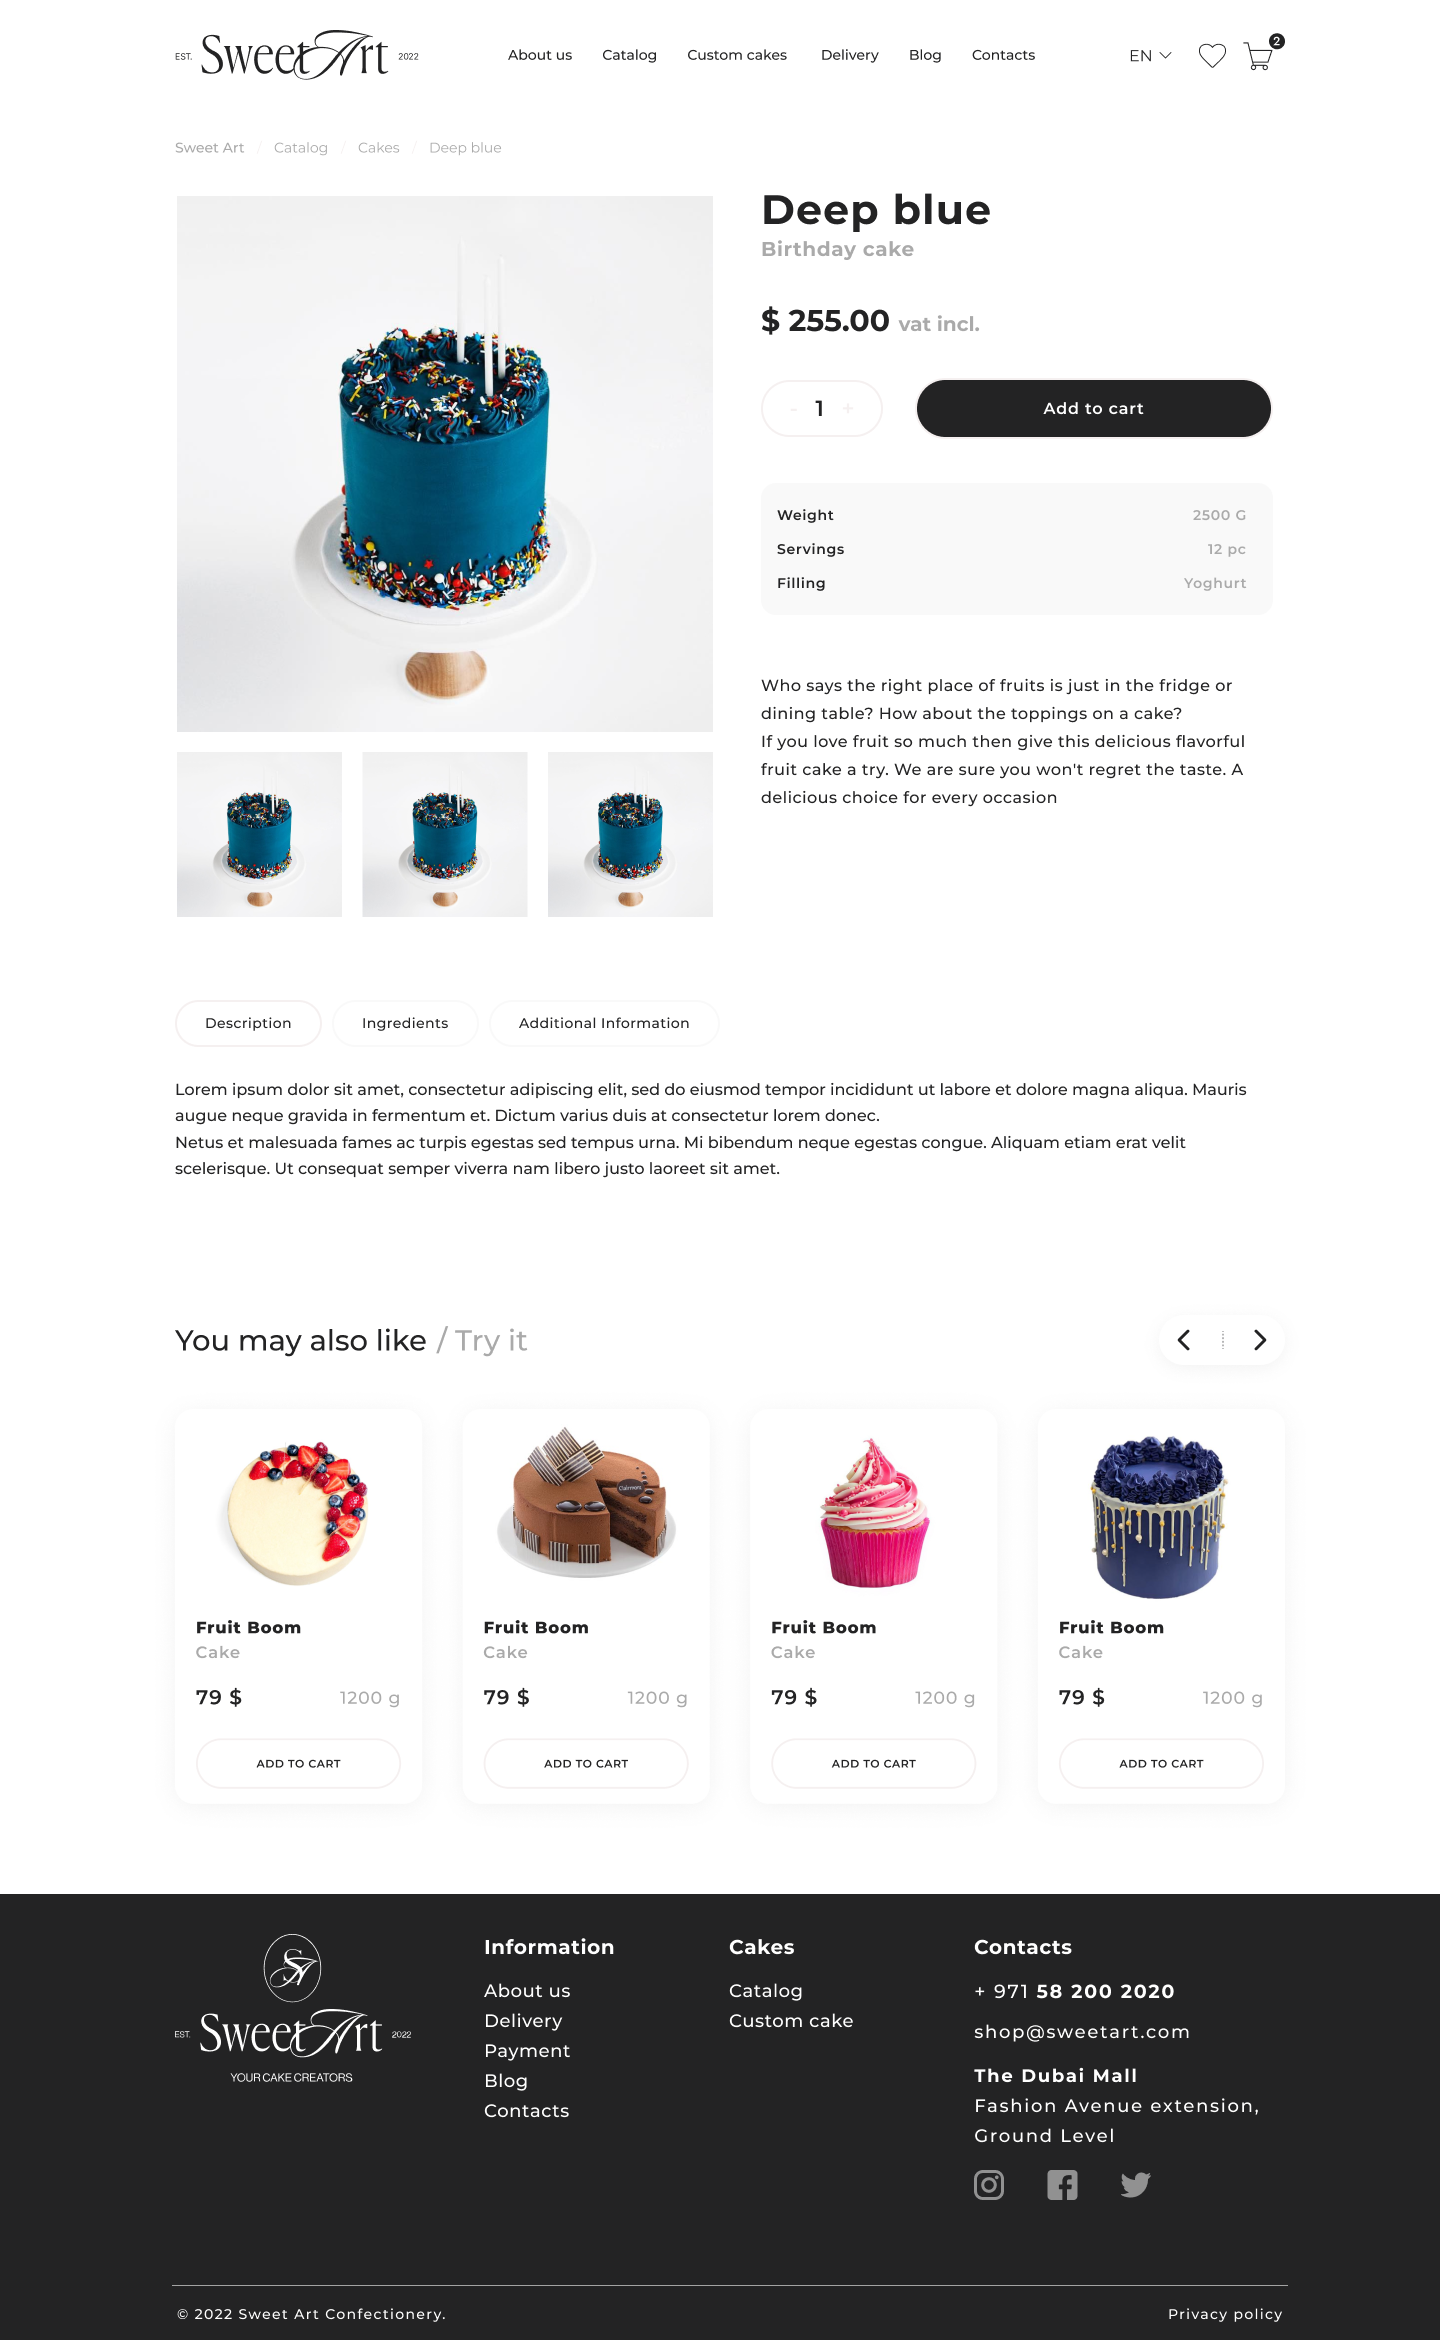 EST. Sweet Art 2022
About us Catalog Custom cakes Delivery Blog Contacts
EN
2
Sweet Art / Catalog / Cakes / Deep blue
Deep blue
Birthday cake
$ 255.00 vat incl.
- 1 + Add to cart
Weight 2500 G
Servings 12 pc
Filling Yoghurt
Who says the right place of fruits is just in the fridge or
dining table? How about the toppings on a cake?
If you love fruit so much then give this delicious flavorful
fruit cake a try. We are sure you won't regret the taste. A
delicious choice for every occasion
Description Ingredients Additional Information
Lorem ipsum dolor sit amet, consectetur adipiscing elit, sed do eiusmod tempor incididunt ut labore et dolore magna aliqua. Mauris
augue neque gravida in fermentum et. Dictum varius duis at consectetur lorem donec.
Netus et malesuada fames ac turpis egestas sed tempus urna. Mi bibendum neque egestas congue. Aliquam etiam erat velit
scelerisque. Ut consequat semper viverra nam libero justo laoreet sit amet.
You may also like / Try it
Fruit Boom Fruit Boom Fruit Boom Fruit Boom
Cake Cake Cake Cake
79 $ 1200 g 79 $ 1200 g 79 $ 1200 g 79 $ 1200 g
ADD TO CART ADD TO CART ADD TO CART ADD TO CART
SA
EST. Sweet Art 2022
YOUR CAKE CREATORS
Information
About us
Delivery
Payment
Blog
Contacts
Cakes
Catalog
Custom cake
Contacts
+ 971 58 200 2020
shop@sweetart.com
The Dubai Mall
Fashion Avenue extension,
Ground Level
© 2022 Sweet Art Confectionery. Privacy policy